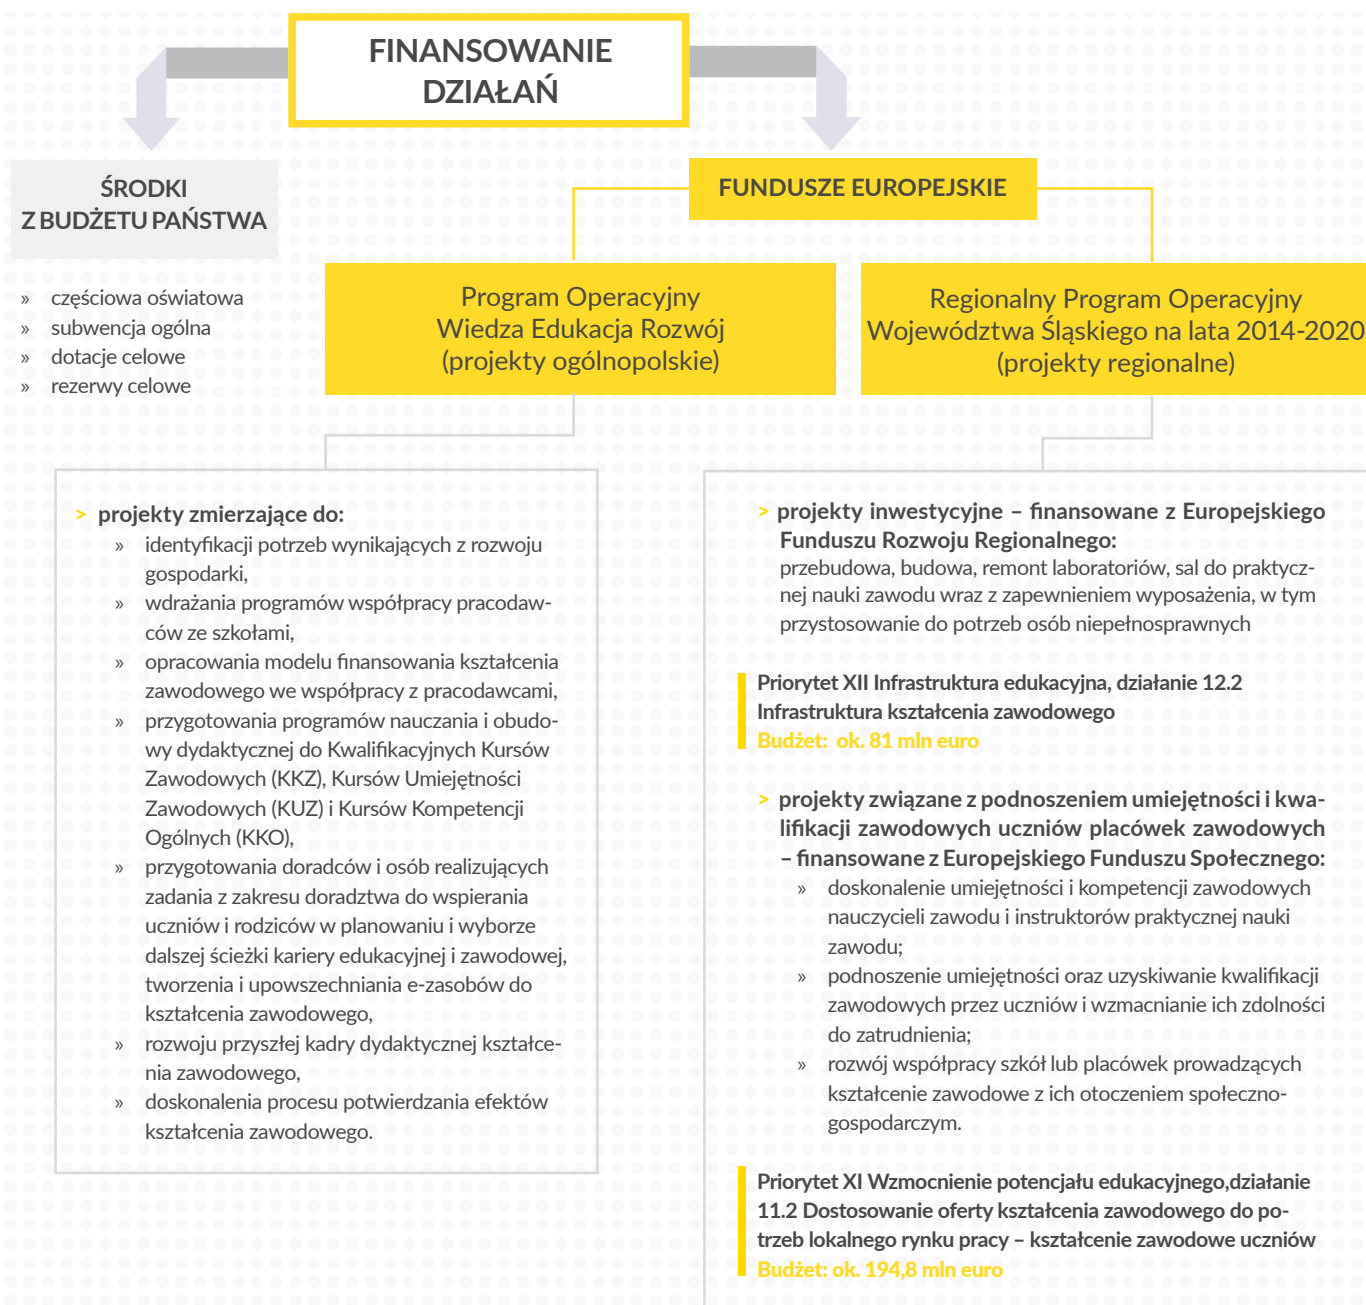 FINANSOWANIE
DZIAŁAŃ
ŚRODKI
Z BUDŻETU PAŃSTWA
» częściowa oświatowa
» subwencja ogólna
» dotacje celowe
» rezerwy celowe
FUNDUSZE EUROPEJSKIE
Program Operacyjny
Wiedza Edukacja Rozwój
(projekty ogólnopolskie)
Regionalny Program Operacyjny
Województwa Śląskiego na lata 2014-2020
(projekty regionalne)
> projekty zmierzające do:
» identyfikacji potrzeb wynikających z rozwoju
gospodarki,
» wdrażania programów współpracy pracodaw-
ców ze szkołami,
» opracowania modelu finansowania kształcenia
zawodowego we współpracy z pracodawcami,
» przygotowania programów nauczania i obudo-
wy dydaktycznej do Kwalifikacyjnych Kursów
Zawodowych (KKZ), Kursów Umiejętności
Zawodowych (KUZ) i Kursów Kompetencji
Ogólnych (KKO),
» przygotowania doradców i osób realizujących
zadania z zakresu doradztwa do wspierania
uczniów i rodziców w planowaniu i wyborze
dalszej ścieżki kariery edukacyjnej i zawodowej,
tworzenia i upowszechniania e-zasobów do
kształcenia zawodowego,
» rozwoju przyszłej kadry dydaktycznej kształce-
nia zawodowego,
» doskonalenia procesu potwierdzania efektów
kształcenia zawodowego.
> projekty inwestycyjne – finansowane z Europejskiego
Funduszu Rozwoju Regionalnego:
przebudowa, budowa, remont laboratoriów, sal do praktycz-
nej nauki zawodu wraz z zapewnieniem wyposażenia, w tym
przystosowanie do potrzeb osób niepełnosprawnych
Priorytet XII Infrastruktura edukacyjna, działanie 12.2
Infrastruktura kształcenia zawodowego
Budżet: ok. 81 mln euro
> projekty związane z podnoszeniem umiejętności i kwa-
lifikacji zawodowych uczniów placówek zawodowych
– finansowane z Europejskiego Funduszu Społecznego:
» doskonalenie umiejętności i kompetencji zawodowych
nauczycieli zawodu i instruktorów praktycznej nauki
zawodu;
» podnoszenie umiejętności oraz uzyskiwanie kwalifikacji
zawodowych przez uczniów i wzmacnianie ich zdolności
do zatrudnienia;
» rozwój współpracy szkół lub placówek prowadzących
kształcenie zawodowe z ich otoczeniem społeczno-
gospodarczym.
Priorytet XI Wzmocnienie potencjału edukacyjnego,działanie
11.2 Dostosowanie oferty kształcenia zawodowego do po-
trzeb lokalnego rynku pracy – kształcenie zawodowe uczniów
Budżet: ok. 194,8 mln euro